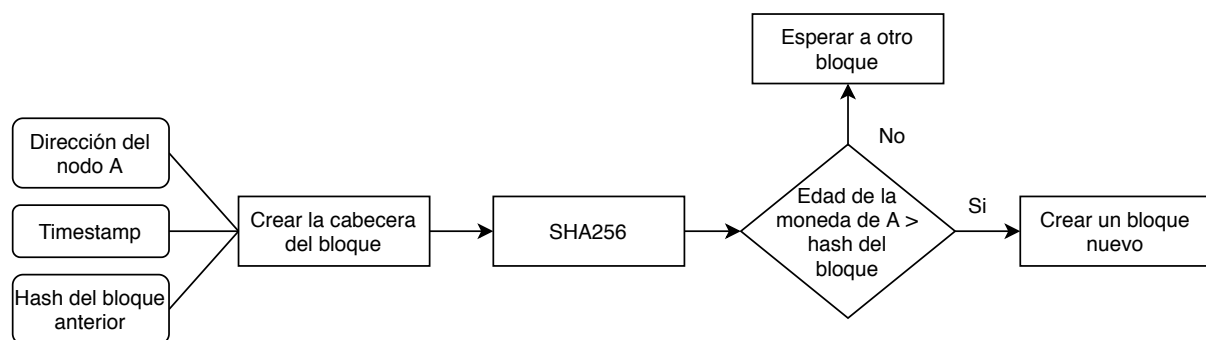 Esperar a otro
bloque
Dirección del
nodo A
No
Timestamp
Crear la cabecera
del bloque
SHA256
Edad de la
moneda de A >
hash del
bloque
Si
Crear un bloque
nuevo
Hash del bloque
anterior